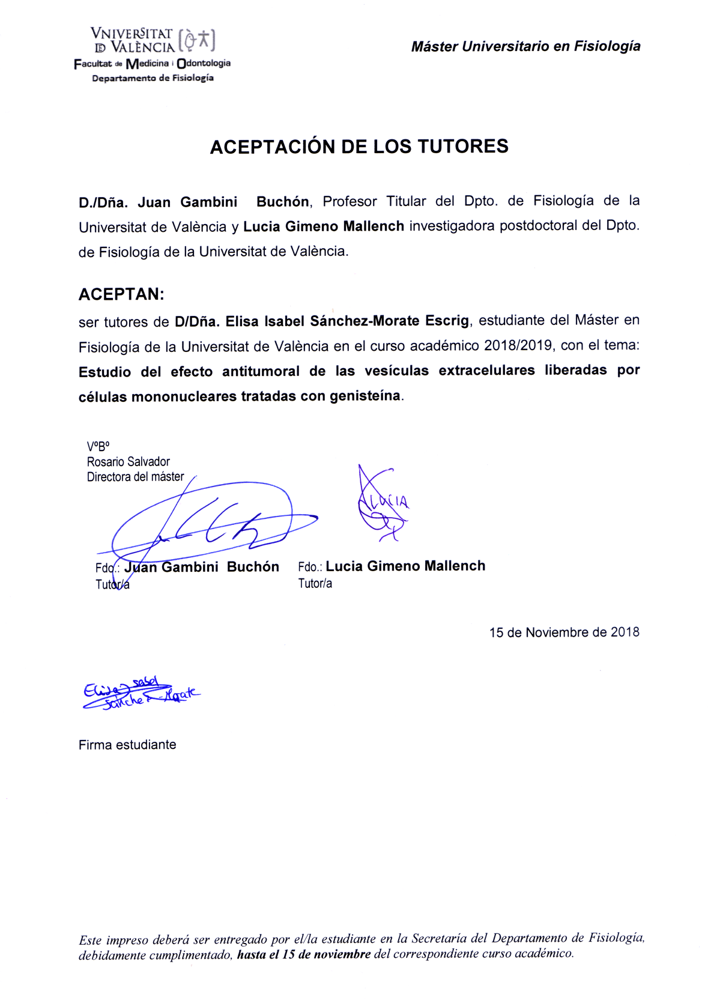 VNIVERSITAT
DE VALÈNCIA
Facultat de Medicina i Odontologia
Departamento de Fisiología
Máster Universitario en Fisiología
ACEPTACIÓN DE LOS TUTORES
D./Dña. Juan Gambini Buchón, Profesor Titular del Dpto. de Fisiología de la
Universitat de València y Lucia Gimeno Mallench investigadora postdoctoral del Dpto.
de Fisiología de la Universitat de València.
ACEPTAN:
ser tutores de D/Dña. Elisa Isabel Sánchez-Morate Escrig, estudiante del Máster en
Fisiología de la Universitat de València en el curso académico 2018/2019, con el tema:
Estudio del efecto antitumoral de las vesículas extracelulares liberadas por
células mononucleares tratadas con genisteína.
VºBº
Rosario Salvador
Directora del máster
LUCIA
Fdo.: Juan Gambini Buchón
Tutor/a
Fdo.: Lucia Gimeno Mallench
Tutor/a
15 de Noviembre de 2018
Elisa Isabel
Sánchez-Morate
Firma estudiante
Este impreso deberá ser entregado por el/la estudiante en la Secretaría del Departamento de Fisiología,
debidamente cumplimentado, hasta el 15 de noviembre del correspondiente curso académico.